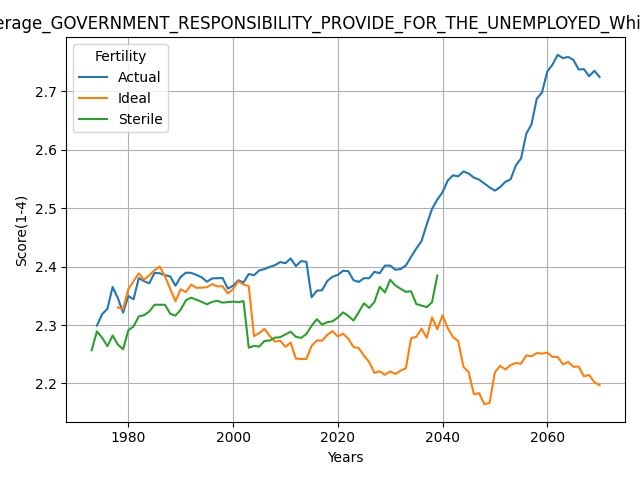 erage_GOVERNMENT_RESPONSIBILITY_PROVIDE_FOR_THE_UNEMPLOYED_Whi
Fertility
Actual
Ideal
Sterile
2.7
2.6
2.5
2.4
2.3
2.2
Score(1-4)
1980
2000
2020
2040
2060
Years